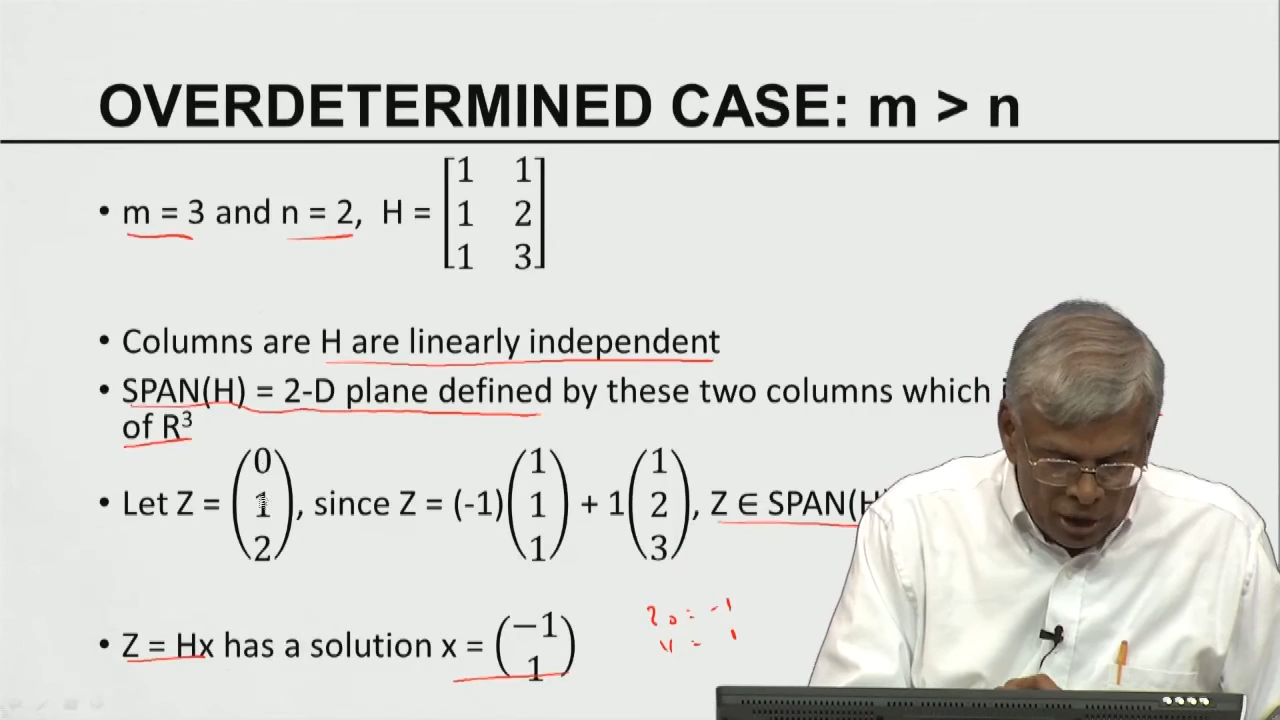 OVERDETERMINED CASE: m > n
• m = 3 and n = 2, H = [1 1; 1 2; 1 3]
• Columns are H are linearly independent
• SPAN(H) = 2-D plane defined by these two columns which
of R³
• Let Z = (0 1 2), since Z = (-1)(1 1 1) + 1(1 2 3), Z ∈ SPAN(H
• Z = Hx has a solution x = (−1 1)
= -1
= 1